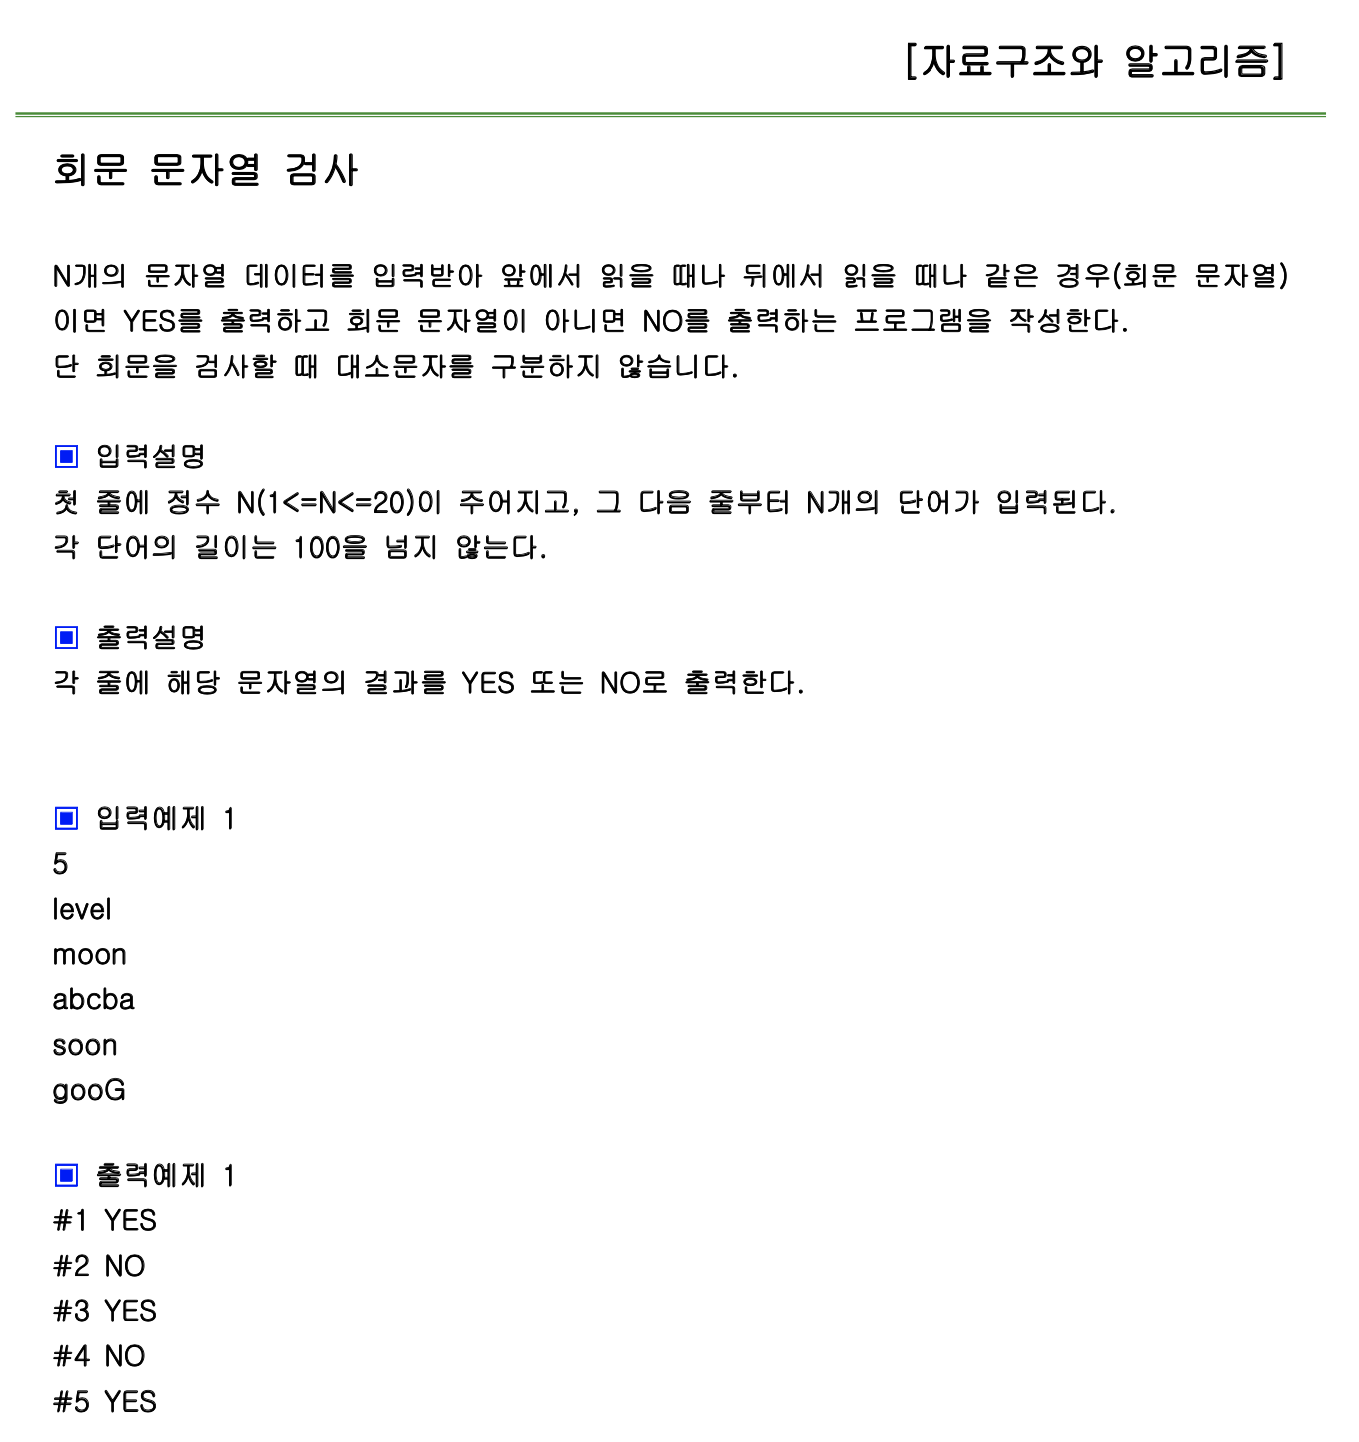 [자료구조와 알고리즘]
회문 문자열 검사
N개의 문자열 데이터를 입력받아 앞에서 읽을 때나 뒤에서 읽을 때나 같은 경우(회문 문자열)
이면 YES를 출력하고 회문 문자열이 아니면 NO를 출력하는 프로그램을 작성한다.
단 회문을 검사할 때 대소문자를 구분하지 않습니다.
▣ 입력설명
첫 줄에 정수 N(1<=N<=20)이 주어지고, 그 다음 줄부터 N개의 단어가 입력된다.
각 단어의 길이는 100을 넘지 않는다.
▣ 출력설명
각 줄에 해당 문자열의 결과를 YES 또는 NO로 출력한다.
▣ 입력예제 1
5
level
moon
abcba
soon
gooG
▣ 출력예제 1
#1 YES
#2 NO
#3 YES
#4 NO
#5 YES